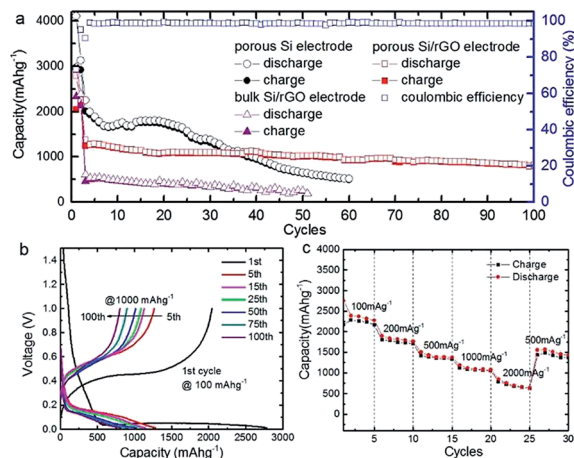 a
4000
3000
2000
1000
0
Capacity(mAhg-1)
porous Si electrode
discharge
charge
bulk Si/rGO electrode
discharge
charge
porous Si/rGO electrode
discharge
charge
coulombic efficiency
100
80
60
40
20
0
Coulombic efficiency (%)
0 10 20 30 40 50 60 70 80 90 100
Cycles
b
1.4
1.2
1.0
0.8
0.6
0.4
0.2
0.0
Voltage (V)
@1000 mAhg-1
100th
5th
1st cycle
@ 100 mAhg-1
1st
5th
15th
25th
50th
75th
100th
0 500 1000 1500 2000 2500 3000
Capacity (mAhg-1)
c
4000
3500
3000
2500
2000
1500
1000
500
0
Capacity(mAhg-1)
Charge
Discharge
100mAg-1
200mAg-1
500mAg-1
1000mAg-1
2000mAg-1
500mAg-1
5 10 15 20 25 30
Cycles